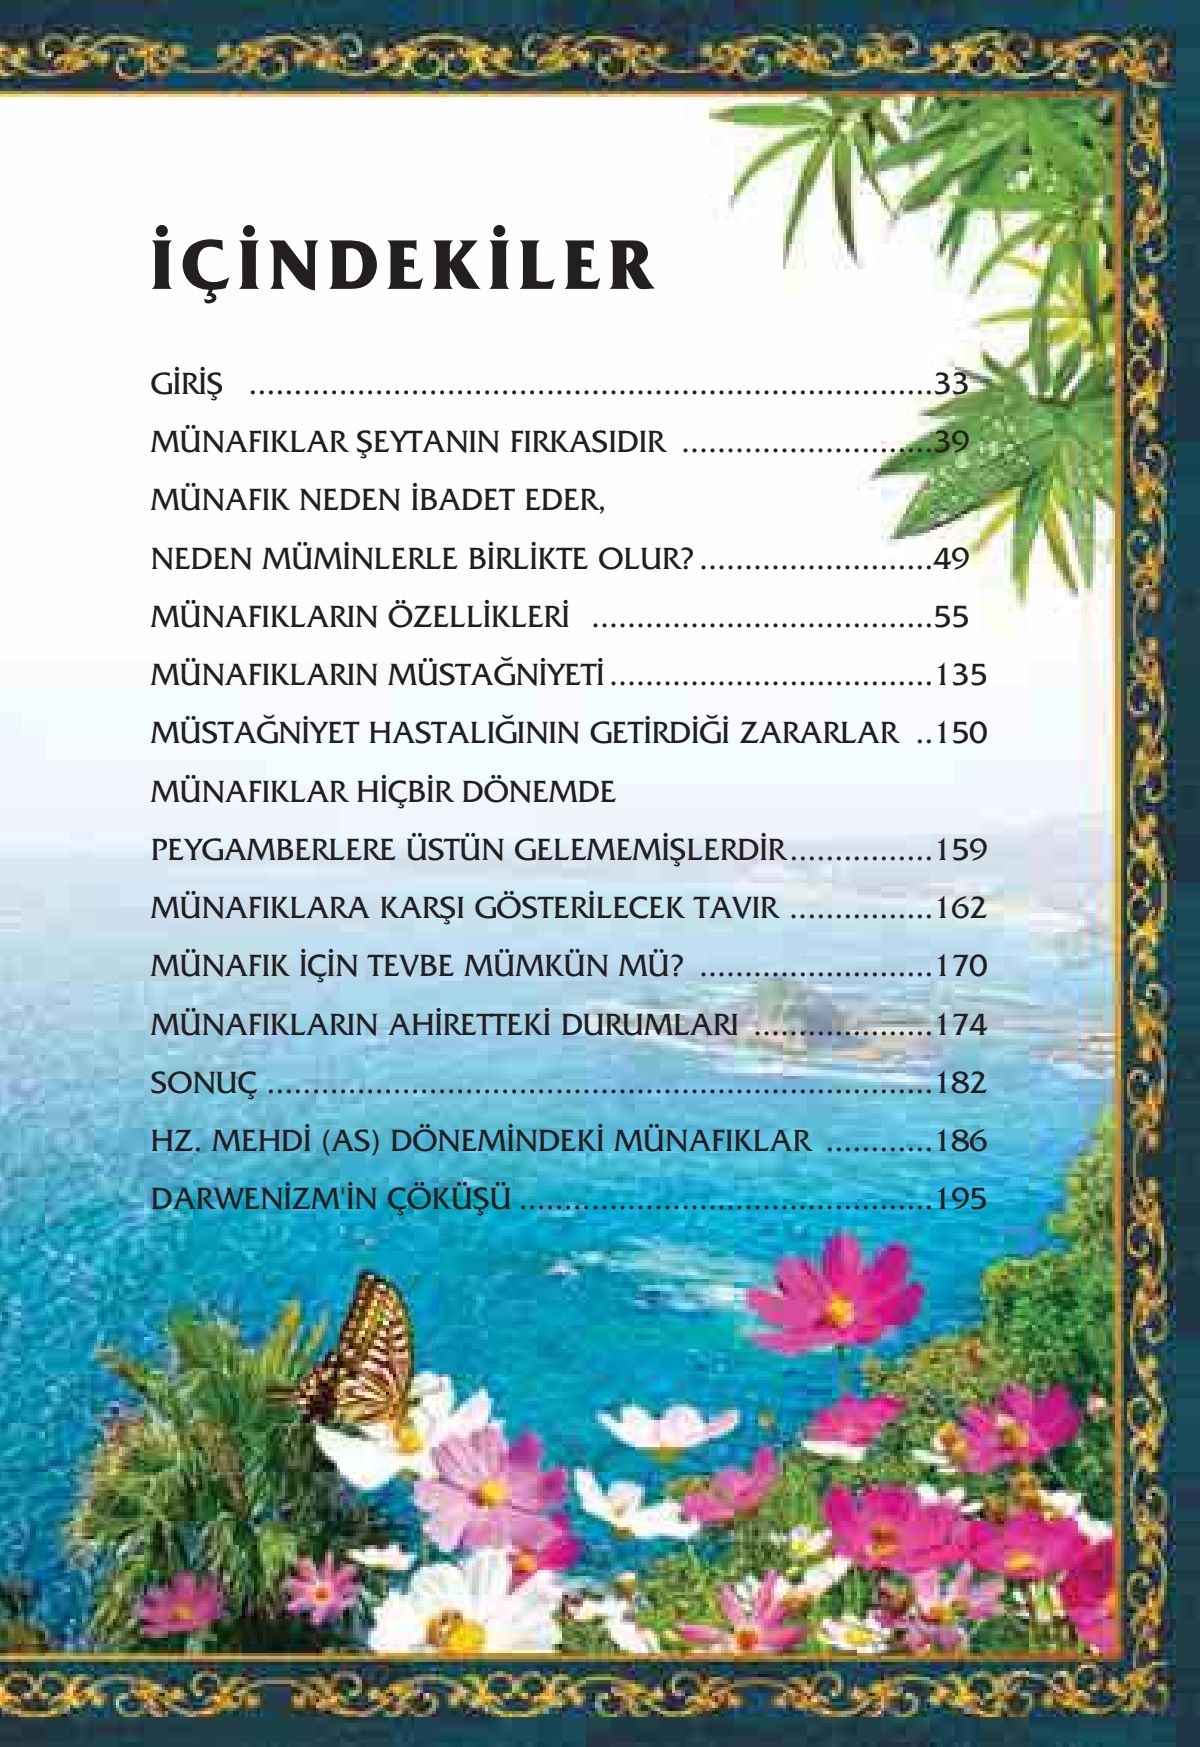 İÇİNDEKİLER
GİRİŞ ............................................................................33
MÜNAFIKLAR ŞEYTANIN FIRKASIDIR ............................39
MÜNAFIK NEDEN İBADET EDER,
NEDEN MÜMİNLERLE BİRLİKTE OLUR? ..........................49
MÜNAFIKLARIN ÖZELLİKLERİ ......................................55
MÜNAFIKLARIN MÜSTAĞNİYETİ ....................................135
MÜSTAĞNİYET HASTALIĞININ GETİRDİĞİ ZARARLAR ..150
MÜNAFIKLAR HİÇBİR DÖNEMDE
PEYGAMBERLERE ÜSTÜN GELEMEMİŞLERDİR................159
MÜNAFIKLARA KARŞI GÖSTERİLECEK TAVIR ................162
MÜNAFIK İÇİN TEVBE MÜMKÜN MÜ? ..........................170
MÜNAFIKLARIN AHİRETTEKİ DURUMLARI ....................174
SONUÇ ..........................................................................182
HZ. MEHDİ (AS) DÖNEMİNDEKİ MÜNAFIKLAR ............186
DARWENİZM'İN ÇÖKÜŞÜ ..............................................195